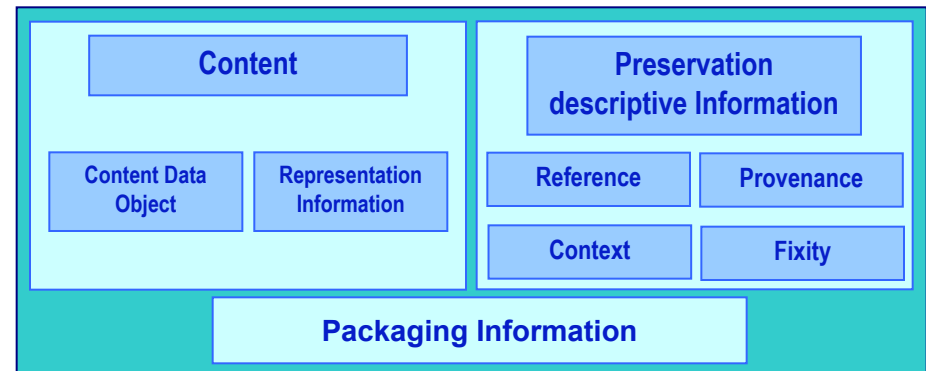 Content
Content Data
Object
Representation
Information
Preservation
descriptive Information
Reference
Provenance
Context
Fixity
Packaging Information